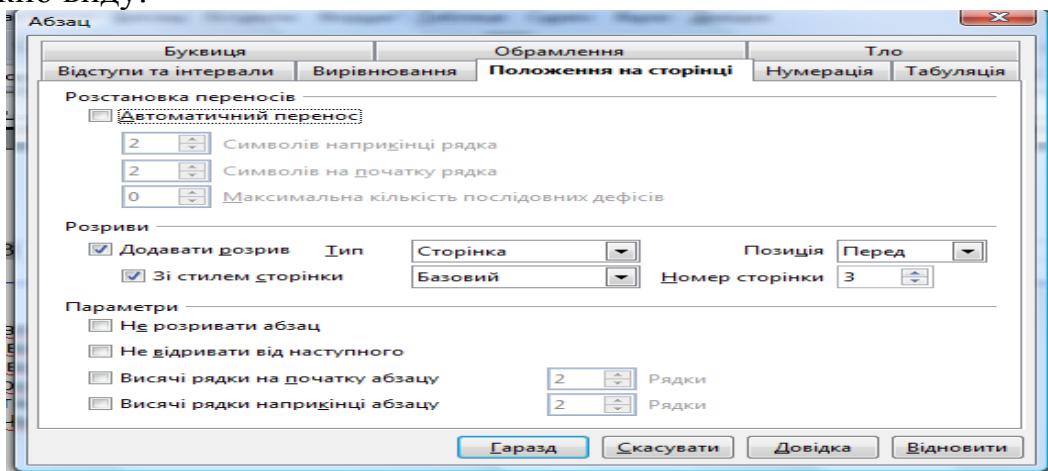 Абзац
Буквиця Обрамлення Тло
Відступи та інтервали Вирівнювання Положення на сторінці Нумерація Табуляція
Розстановка переносів
Автоматичний перенос
2 Символів наприкінці рядка
2 Символів на початку рядка
0 Максимальна кількість послідовних дефісів
Розриви
Додавати розрив Тип Сторінка Позиція Перед
Зі стилем сторінки Базовий Номер сторінки 3
Параметри
Не розривати абзац
Не відривати від наступного
Висячі рядки на початку абзацу 2 Рядки
Висячі рядки наприкінці абзацу 2 Рядки
Гаразд Скасувати Довідка Відновити